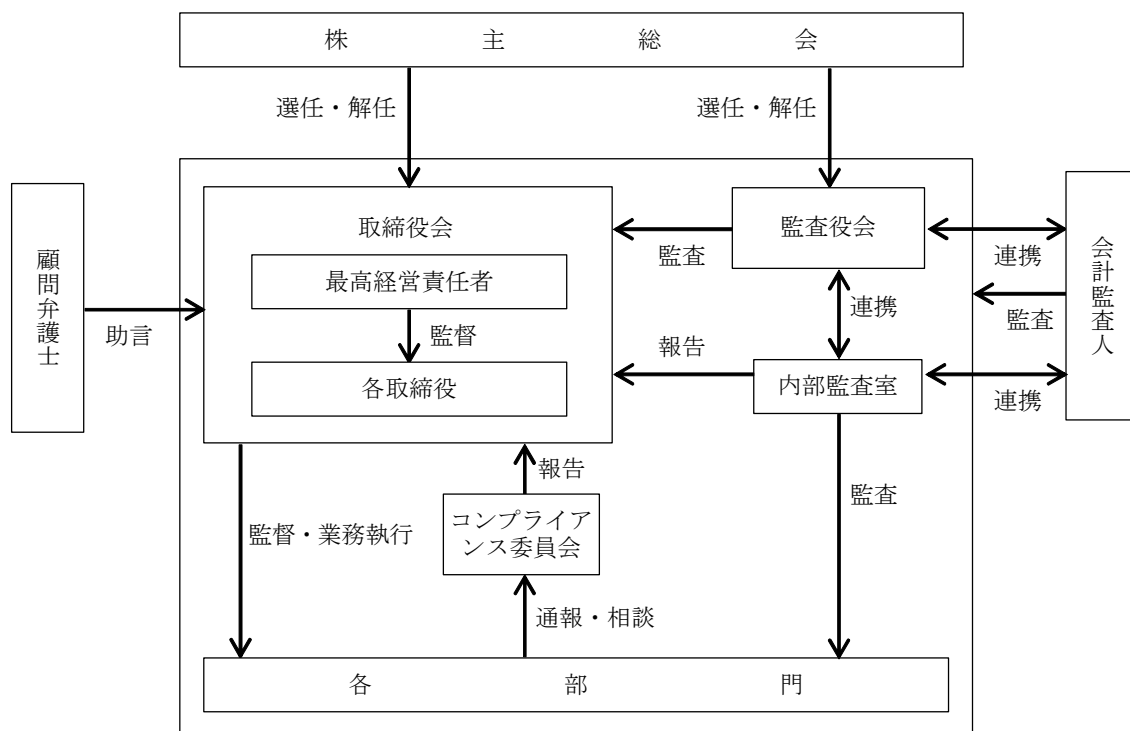 株主総会
選任・解任
選任・解任
顧問弁護士
助言
取締役会
最高経営責任者
監督
各取締役
監査役会
監査
連携
連携
会計監査人
監査
報告
内部監査室
連携
報告
監査
監督・業務執行
コンプライア
ンス委員会
通報・相談
各部門